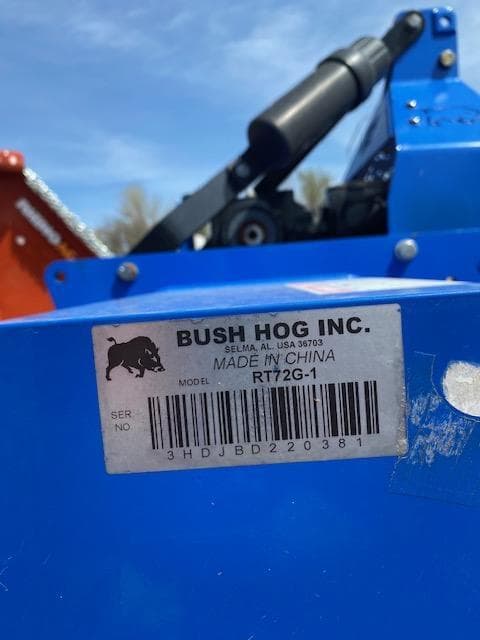 BUSH HOG INC.
SELMA, AL. USA 36703
MADE IN CHINA
MODEL RT72G-1
SER.
NO.
3HDJBD220381